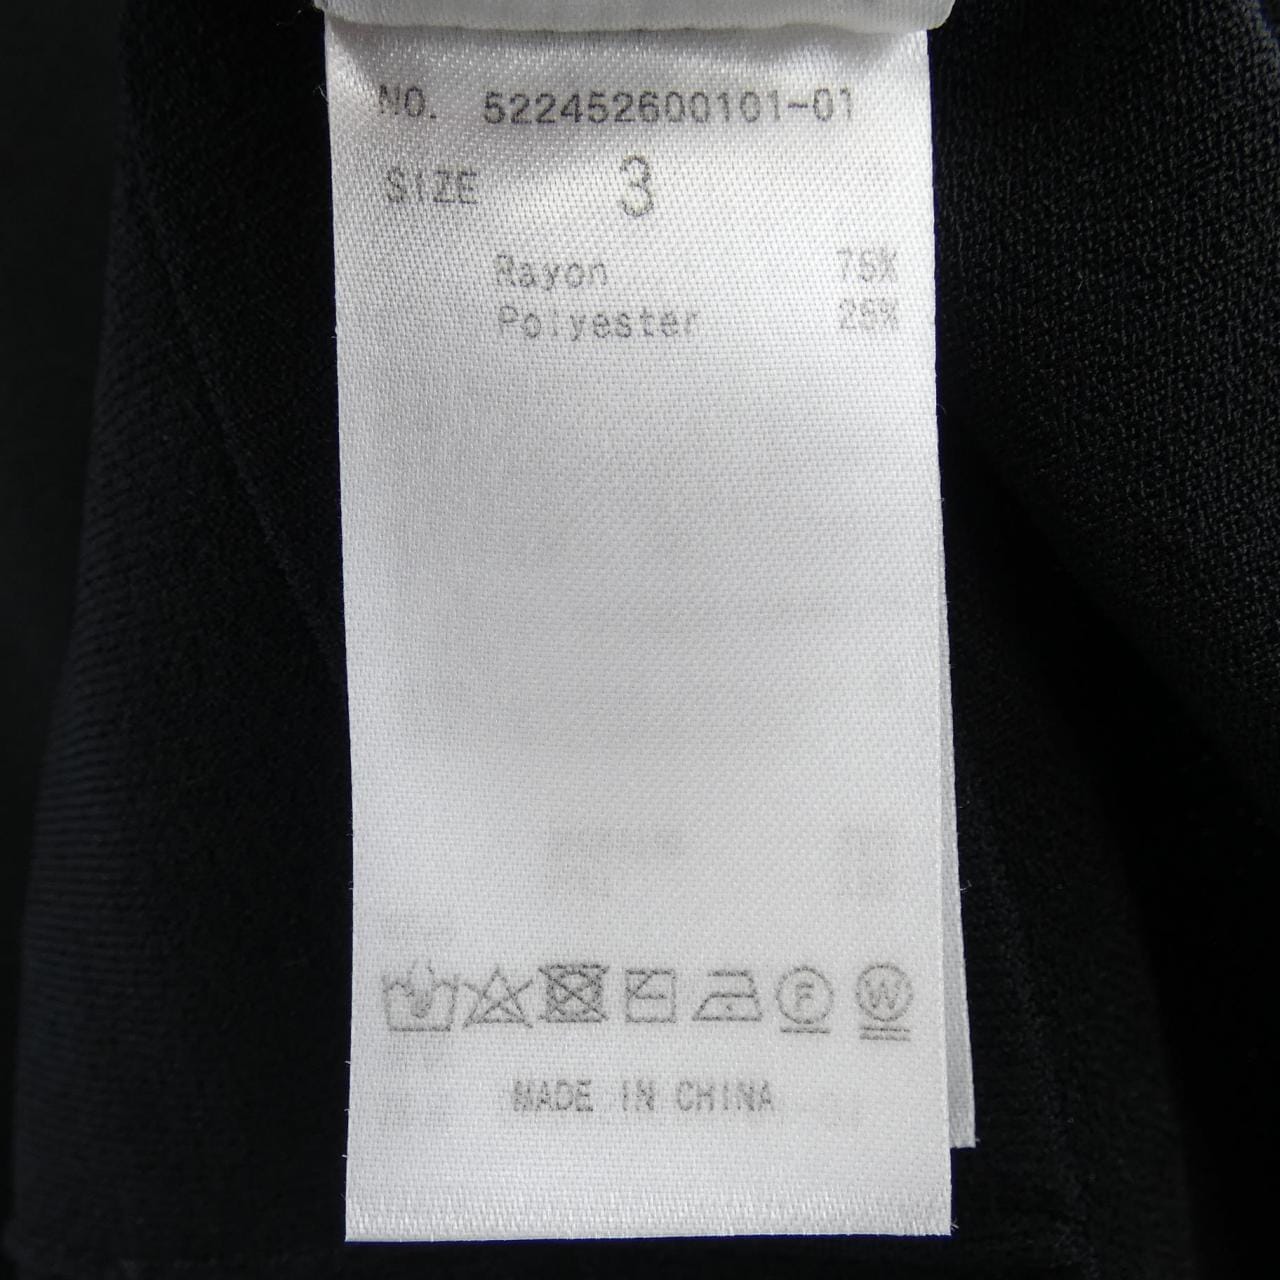 NO. 522452600101-01
SIZE 3
Rayon 75%
Polyester 25%
F W
MADE IN CHINA